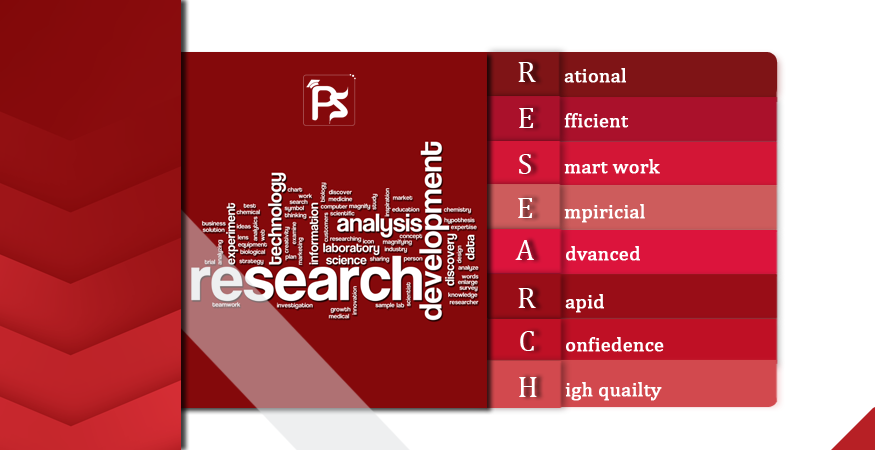 PS
R ational
E fficient
S mart work
E mpiricial
A dvanced
R apid
C onfiedence
H igh quailty
research
development
analysis
technology
experiment
information
laboratory
science
discovery
data
chart
work
search
symbol
thinking
biology
discover
medicine
computer magnify
scientific
study
inspiration
market
education
chemistry
hypothesis
expertise
test
chemical
business
solution
ideas
analytics
web
lens
equipment
biological
strategy
creativity
examine
plan
marketing
customers
researching
icon
magnifying
industry
concept
sharing
person
design
analyze
words
enlarge
survey
knowledge
researcher
trial
analyzing
teamwork
investigation
growth
medical
innovation
sample lab
scientist